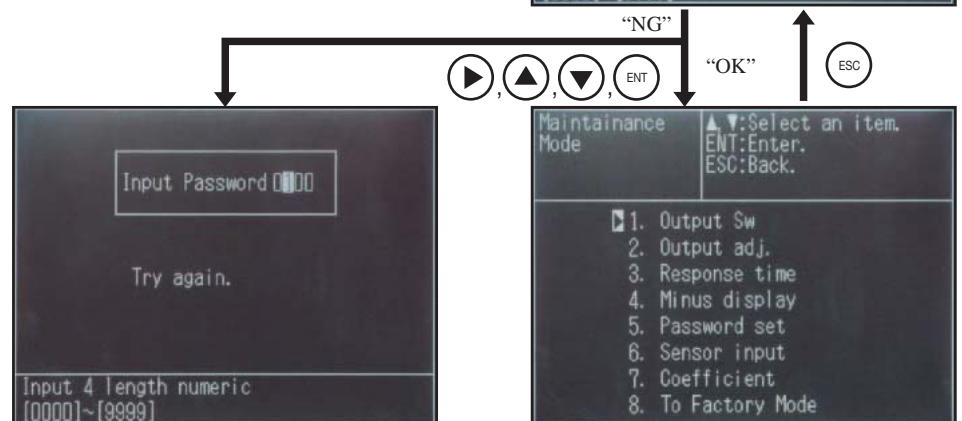 "NG"
"OK"
ESC
▶, ▲, ▼, ENT
Input Password 0100
Try again.
Input 4 length numeric
[0000]~[9999]
Maintainance
Mode
▲,▼:Select an item.
ENT:Enter.
ESC:Back.
▶1. Output Sw
2. Output adj.
3. Response time
4. Minus display
5. Password set
6. Sensor input
7. Coefficient
8. To Factory Mode